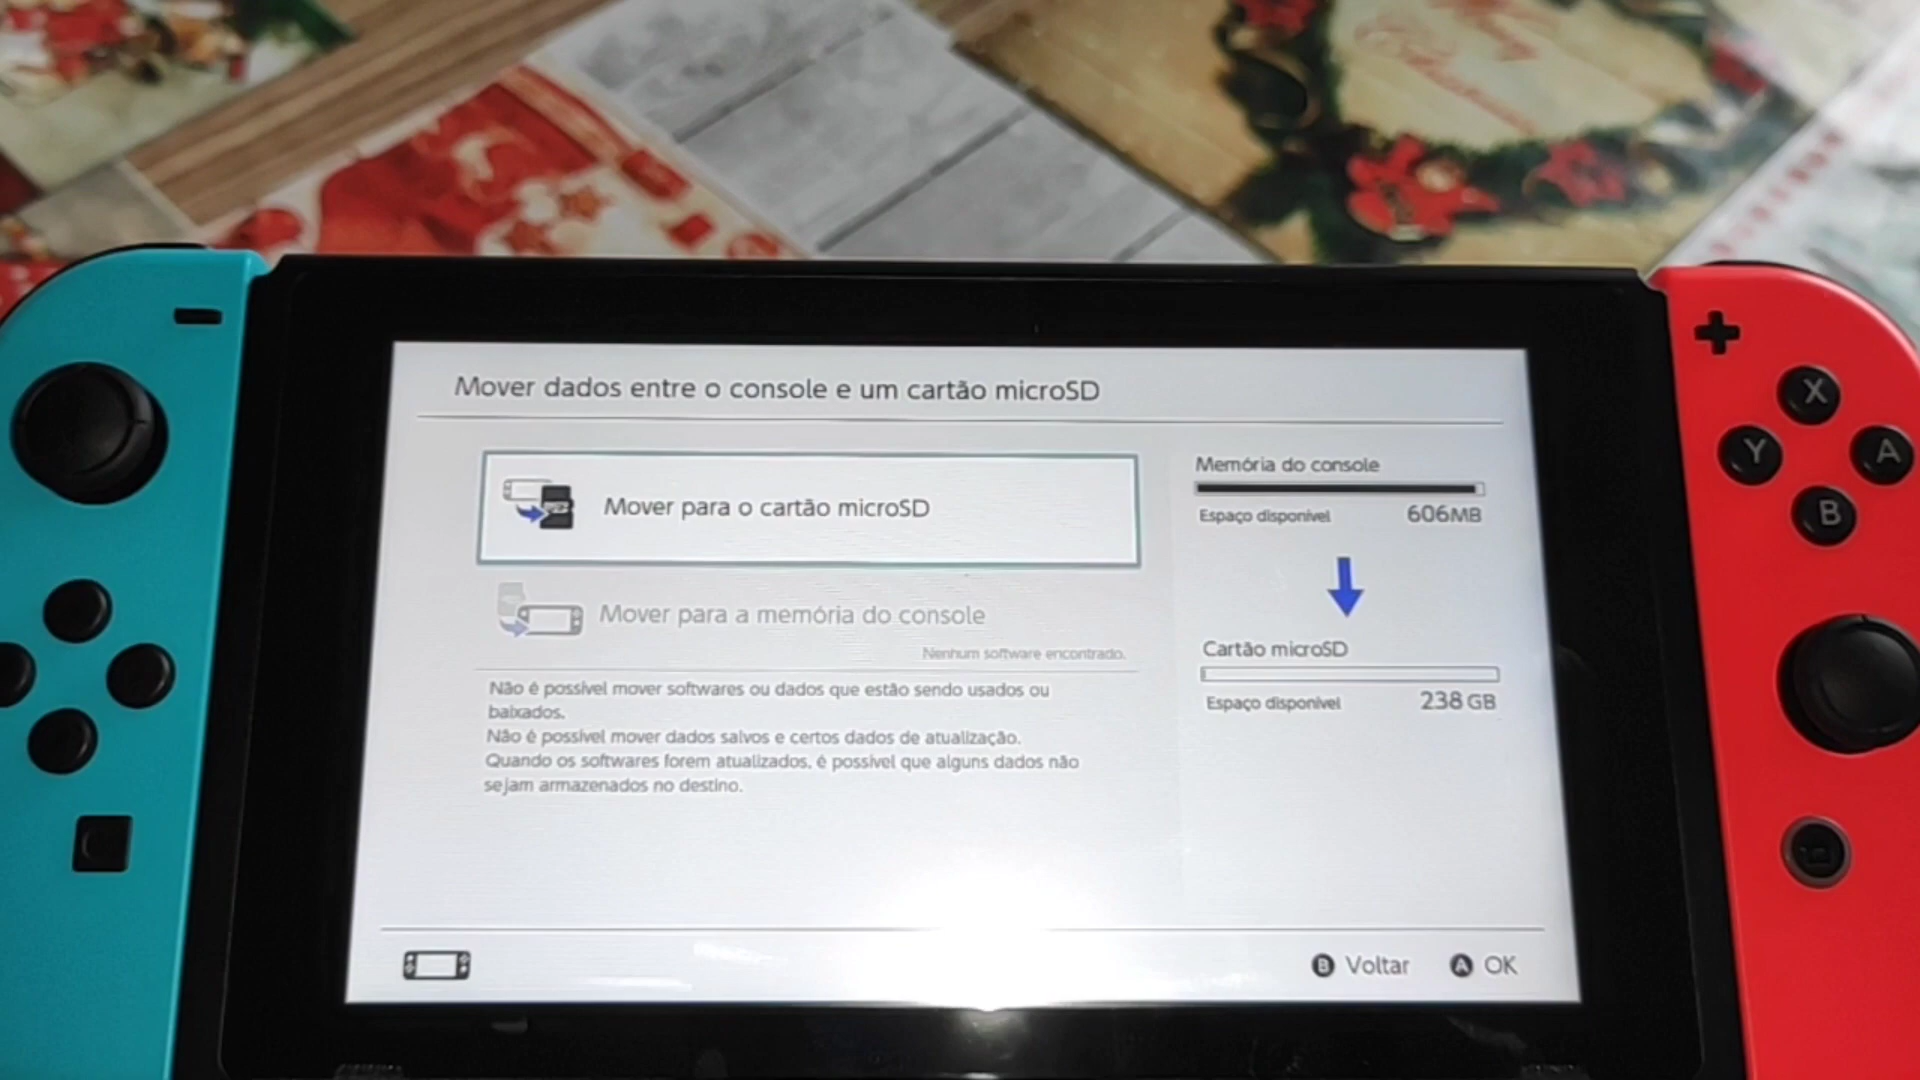 Merry
Christmas
Mover dados entre o console e um cartão microSD
Mover para o cartão microSD
Mover para a memória do console
Nenhum software encontrado.
Não é possível mover softwares ou dados que estão sendo usados ou
baixados.
Não é possível mover dados salvos e certos dados de atualização.
Quando os softwares forem atualizados, é possível que alguns dados não
sejam armazenados no destino.
Memória do console
Espaço disponível 606MB
Cartão microSD
Espaço disponível 238 GB
B Voltar A OK
X
Y A
B